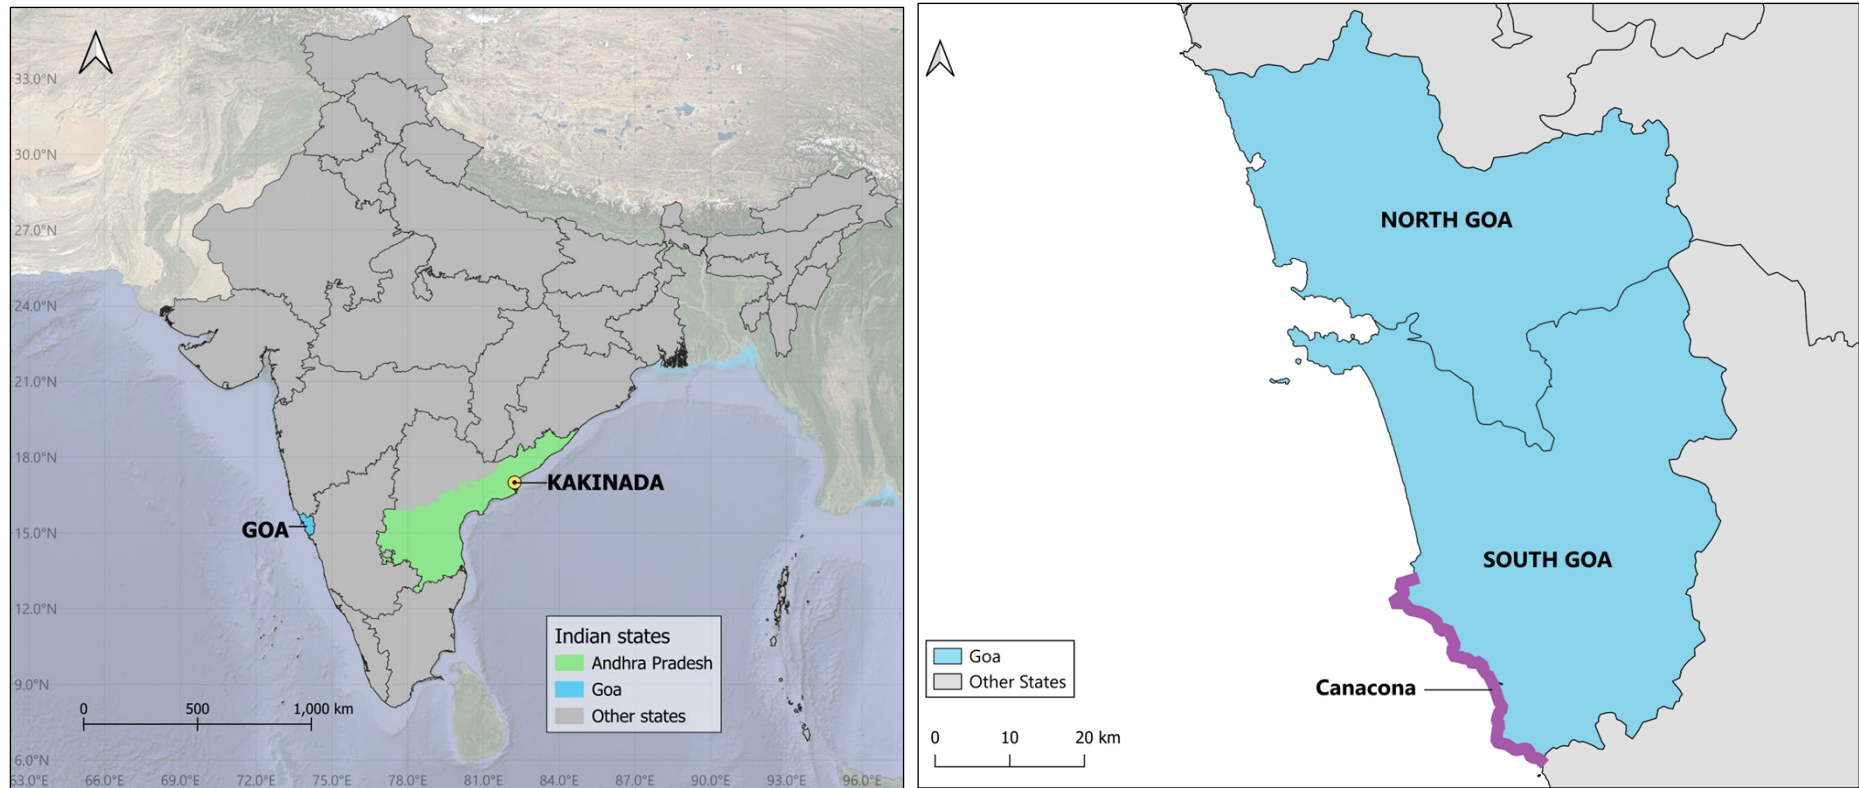 33.0°N
30.0°N
27.0°N
24.0°N
21.0°N
18.0°N
15.0°N
12.0°N
9.0°N
6.0°N
63.0°E 66.0°E 69.0°E 72.0°E 75.0°E 78.0°E 81.0°E 84.0°E 87.0°E 90.0°E 93.0°E 96.0°E
KAKINADA
GOA
Indian states
Andhra Pradesh
Goa
Other states
0 500 1,000 km
NORTH GOA
SOUTH GOA
Canacona
Goa
Other States
0 10 20 km